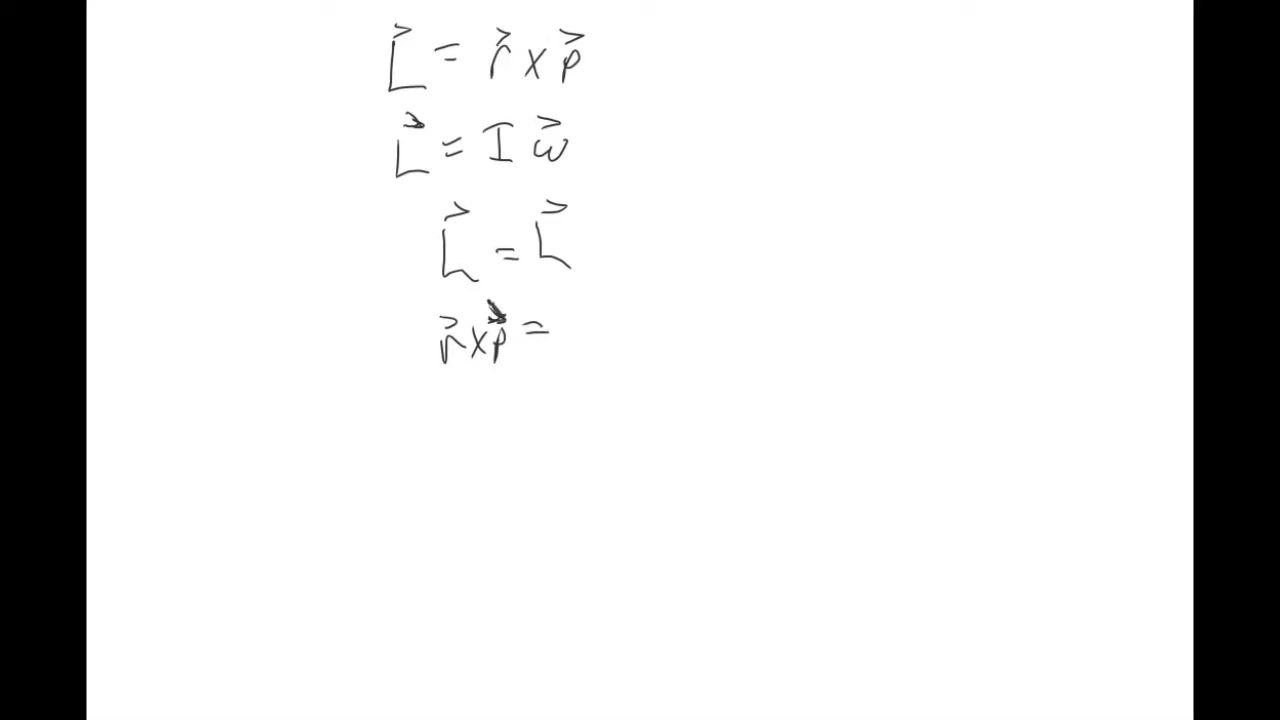 L⃗ = r⃗ x p⃗
L⃗ = I ω⃗
L⃗ = L⃗
r⃗ x p⃗ =